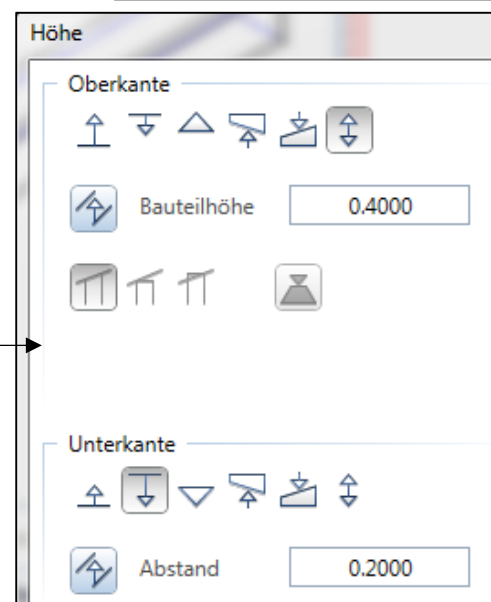 Höhe
Oberkante
Bauteilhöhe 0.4000
Unterkante
Abstand 0.2000